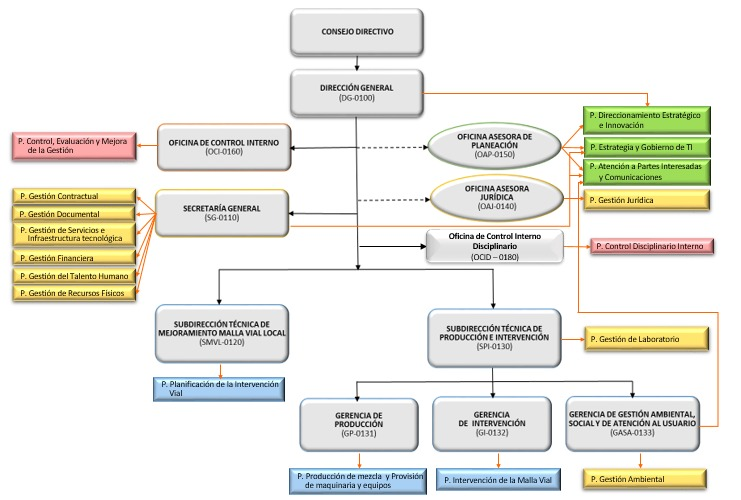 CONSEJO DIRECTIVO
DIRECCIÓN GENERAL
(DG-0100)
P. Direccionamiento Estratégico
e Innovación
P. Control, Evaluación y Mejora
de la Gestión
OFICINA DE CONTROL INTERNO
(OCI-0160)
OFICINA ASESORA DE
PLANEACIÓN
(OAP-0150)
P. Estrategia y Gobierno de TI
P. Atención a Partes Interesadas
y Comunicaciones
P. Gestión Contractual
P. Gestión Documental
P. Gestión de Servicios e
Infraestructura tecnológica
P. Gestión Financiera
P. Gestión del Talento Humano
P. Gestión de Recursos Físicos
SECRETARÍA GENERAL
(SG-0110)
OFICINA ASESORA
JURÍDICA
(OAJ-0140)
P. Gestión Jurídica
Oficina de Control Interno
Disciplinario
(OCID – 0180)
P. Control Disciplinario Interno
SUBDIRECCIÓN TÉCNICA DE
MEJORAMIENTO MALLA VIAL LOCAL
(SMVL-0120)
SUBDIRECCIÓN TÉCNICA DE
PRODUCCIÓN E INTERVENCIÓN
(SPI-0130)
P. Gestión de Laboratorio
P. Planificación de la Intervención
Vial
GERENCIA DE
PRODUCCIÓN
(GP-0131)
GERENCIA
DE INTERVENCIÓN
(GI-0132)
GERENCIA DE GESTIÓN AMBIENTAL,
SOCIAL Y DE ATENCIÓN AL USUARIO
(GASA-0133)
P. Producción de mezcla y Provisión
de maquinaria y equipos
P. Intervención de la Malla Vial
P. Gestión Ambiental